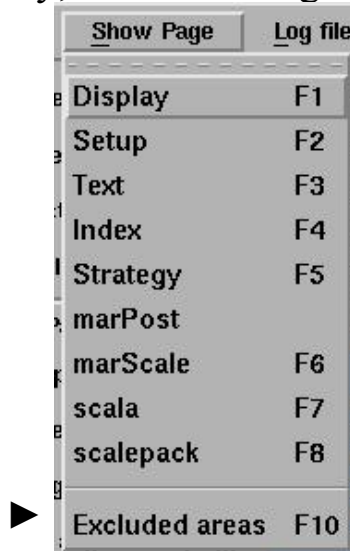 Show Page Log file
Display F1
Setup F2
Text F3
Index F4
Strategy F5
marPost
marScale F6
scala F7
scalepack F8
Excluded areas F10